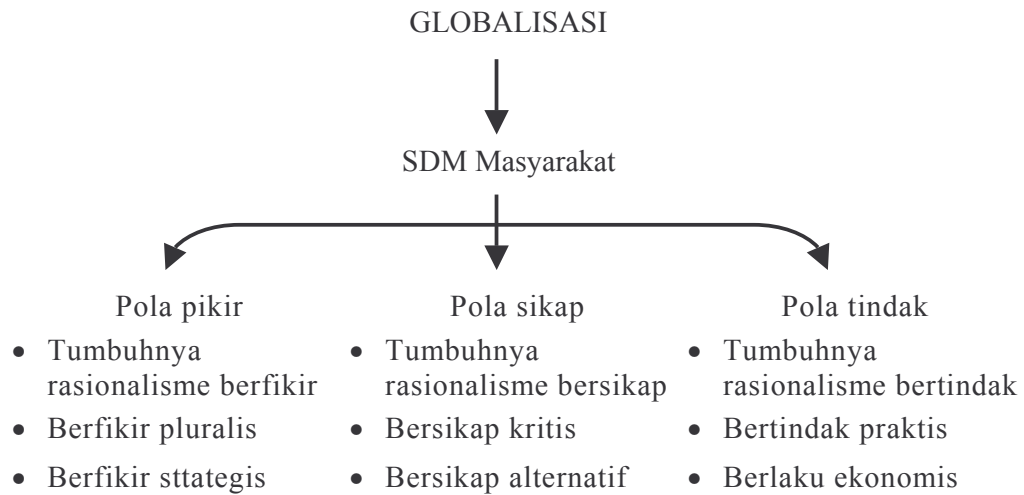 GLOBALISASI
SDM Masyarakat
Pola pikir
• Tumbuhnya
rasionalisme berfikir
• Berfikir pluralis
• Berfikir sttategis
Pola sikap
• Tumbuhnya
rasionalisme bersikap
• Bersikap kritis
• Bersikap alternatif
Pola tindak
• Tumbuhnya
rasionalisme bertindak
• Bertindak praktis
• Berlaku ekonomis